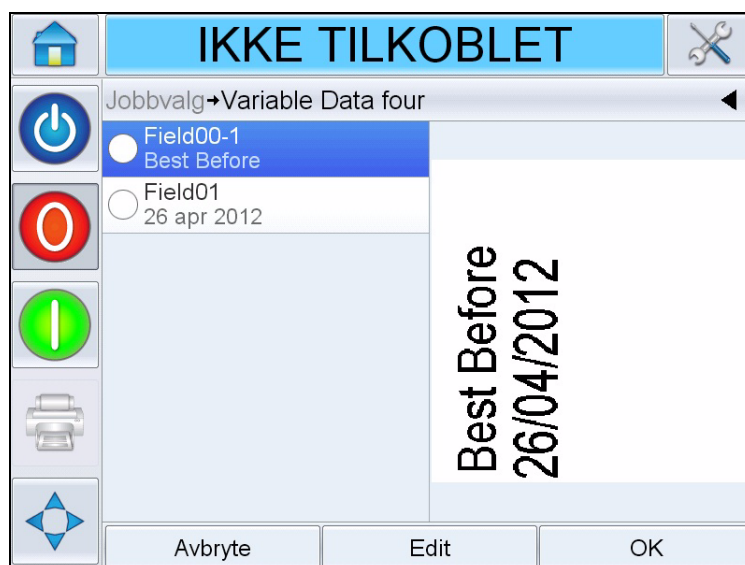 IKKE TILKOBLET
Jobbvalg→Variable Data four
Field00-1
Best Before
Field01
26 apr 2012
Best Before
26/04/2012
Avbryte
Edit
OK